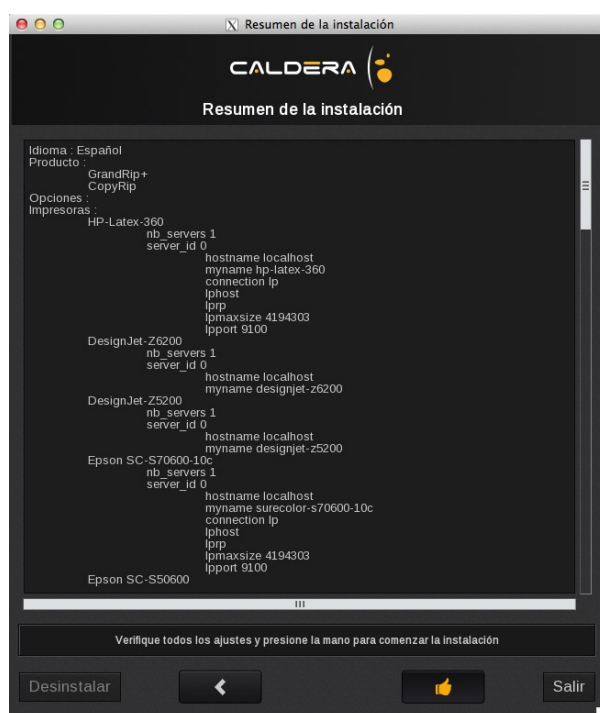 Resumen de la instalación
CALDERA
Resumen de la instalación
Idioma : Español
Producto :
GrandRip+
CopyRip
Opciones :
Impresoras :
HP-Latex-360
nb_servers 1
server_id 0
hostname localhost
myname hp-latex-360
connection lp
lphost
lprp
lpmaxsize 4194303
lpport 9100
DesignJet-Z6200
nb_servers 1
server_id 0
hostname localhost
myname designjet-z6200
DesignJet-Z5200
nb_servers 1
server_id 0
hostname localhost
myname designjet-z5200
Epson SC-S70600-10c
nb_servers 1
server_id 0
hostname localhost
myname surecolor-s70600-10c
connection lp
lphost
lprp
lpmaxsize 4194303
lpport 9100
Epson SC-S50600
Verifique todos los ajustes y presione la mano para comenzar la instalación
Desinstalar
Salir